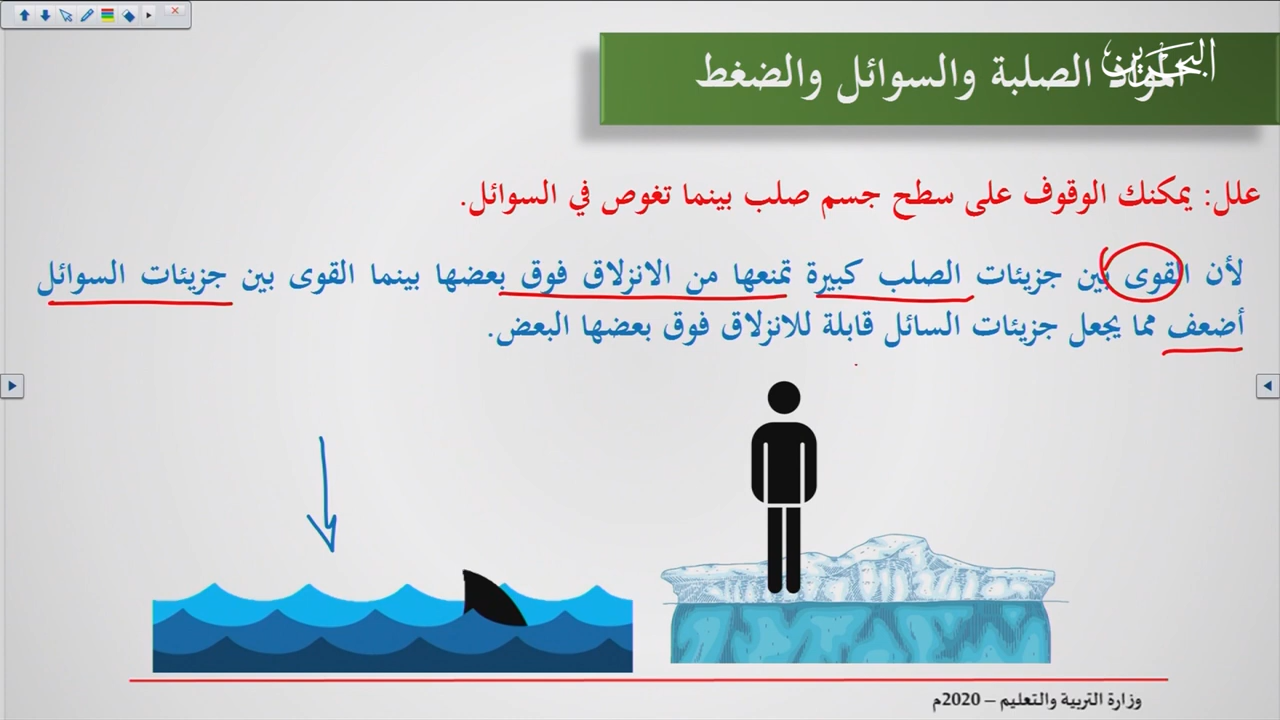 البحرين
المواد الصلبة والسوائل والضغط
علل: يمكنك الوقوف على سطح جسم صلب بينما تغوص في السوائل.
لأن القوى بين جزيئات الصلب كبيرة تمنعها من الانزلاق فوق بعضها بينما القوى بين جزيئات السوائل
أضعف مما يجعل جزيئات السائل قابلة للانزلاق فوق بعضها البعض.
وزارة التربية والتعليم – 2020م